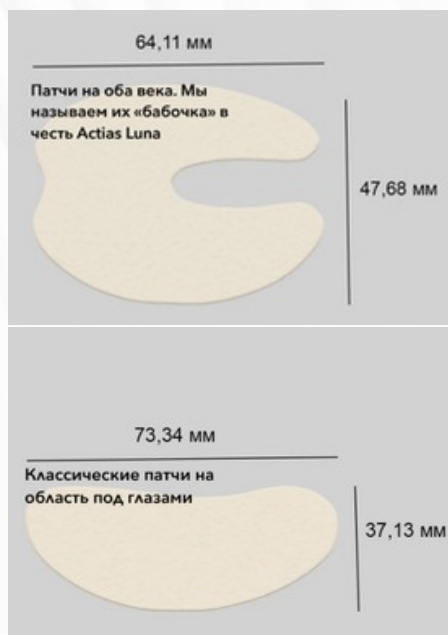 64,11 мм
Патчи на оба века. Мы
называем их «бабочка» в
честь Actias Luna
47,68 мм
73,34 мм
Классические патчи на
область под глазами
37,13 мм